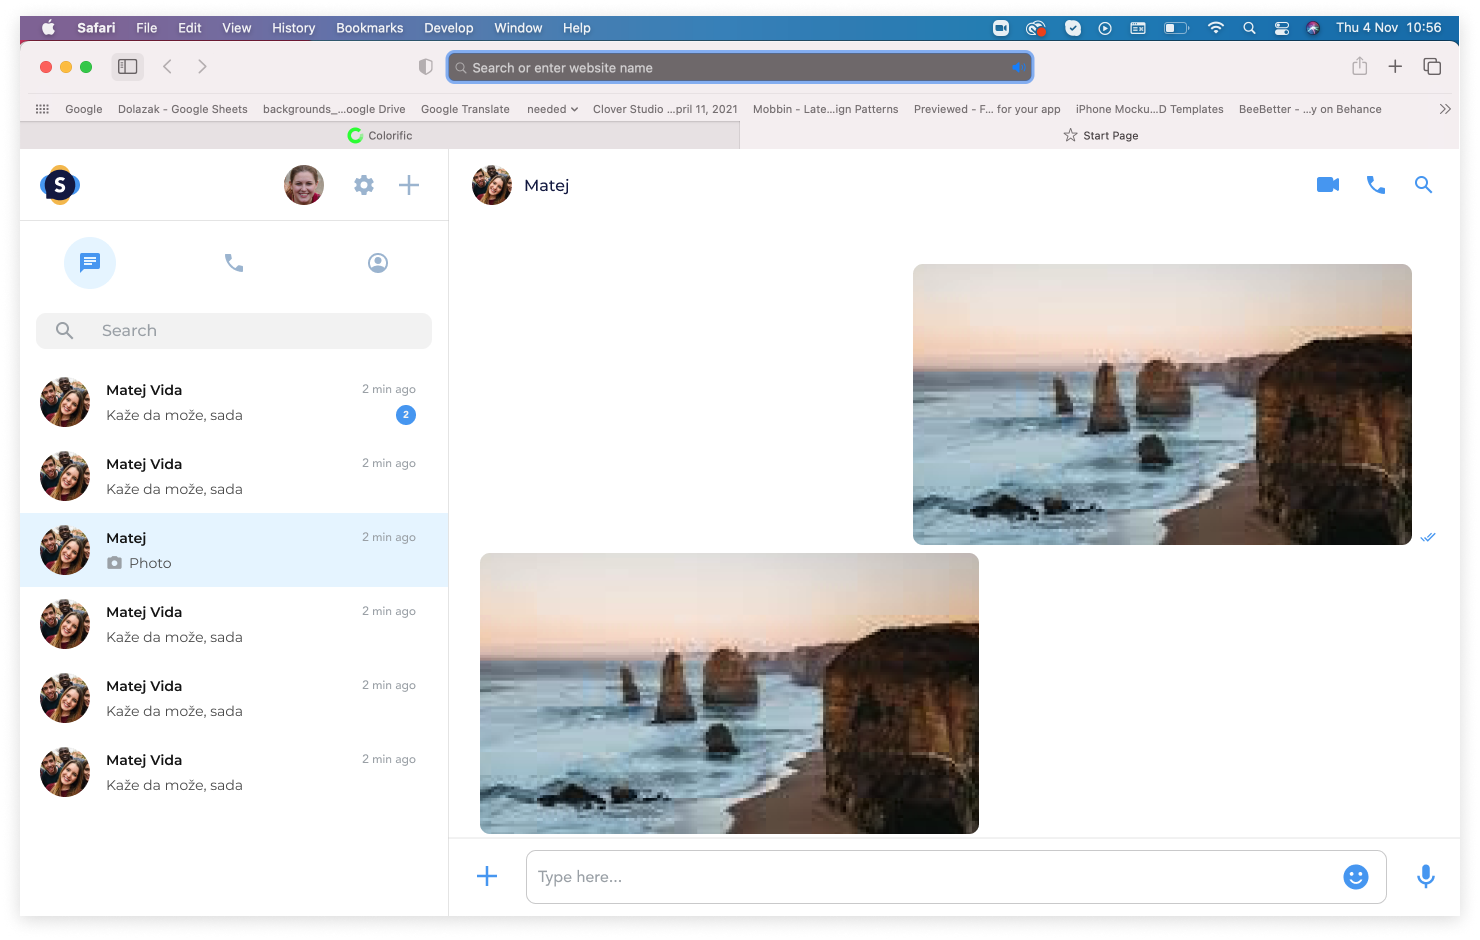 Safari File Edit View History Bookmarks Develop Window Help Thu 4 Nov 10:56
Search or enter website name
Google Dolazak - Google Sheets backgrounds_...oogle Drive Google Translate needed Clover Studio ...pril 11, 2021 Mobbin - Late...ign Patterns Previewed - F... for your app iPhone Mocku...D Templates BeeBetter - ...y on Behance
Colorific Start Page
S
Matej
Search
Matej Vida 2 min ago
Kaže da može, sada 2
Matej Vida 2 min ago
Kaže da može, sada
Matej 2 min ago
Photo
Matej Vida 2 min ago
Kaže da može, sada
Matej Vida 2 min ago
Kaže da može, sada
Matej Vida 2 min ago
Kaže da može, sada
Type here...